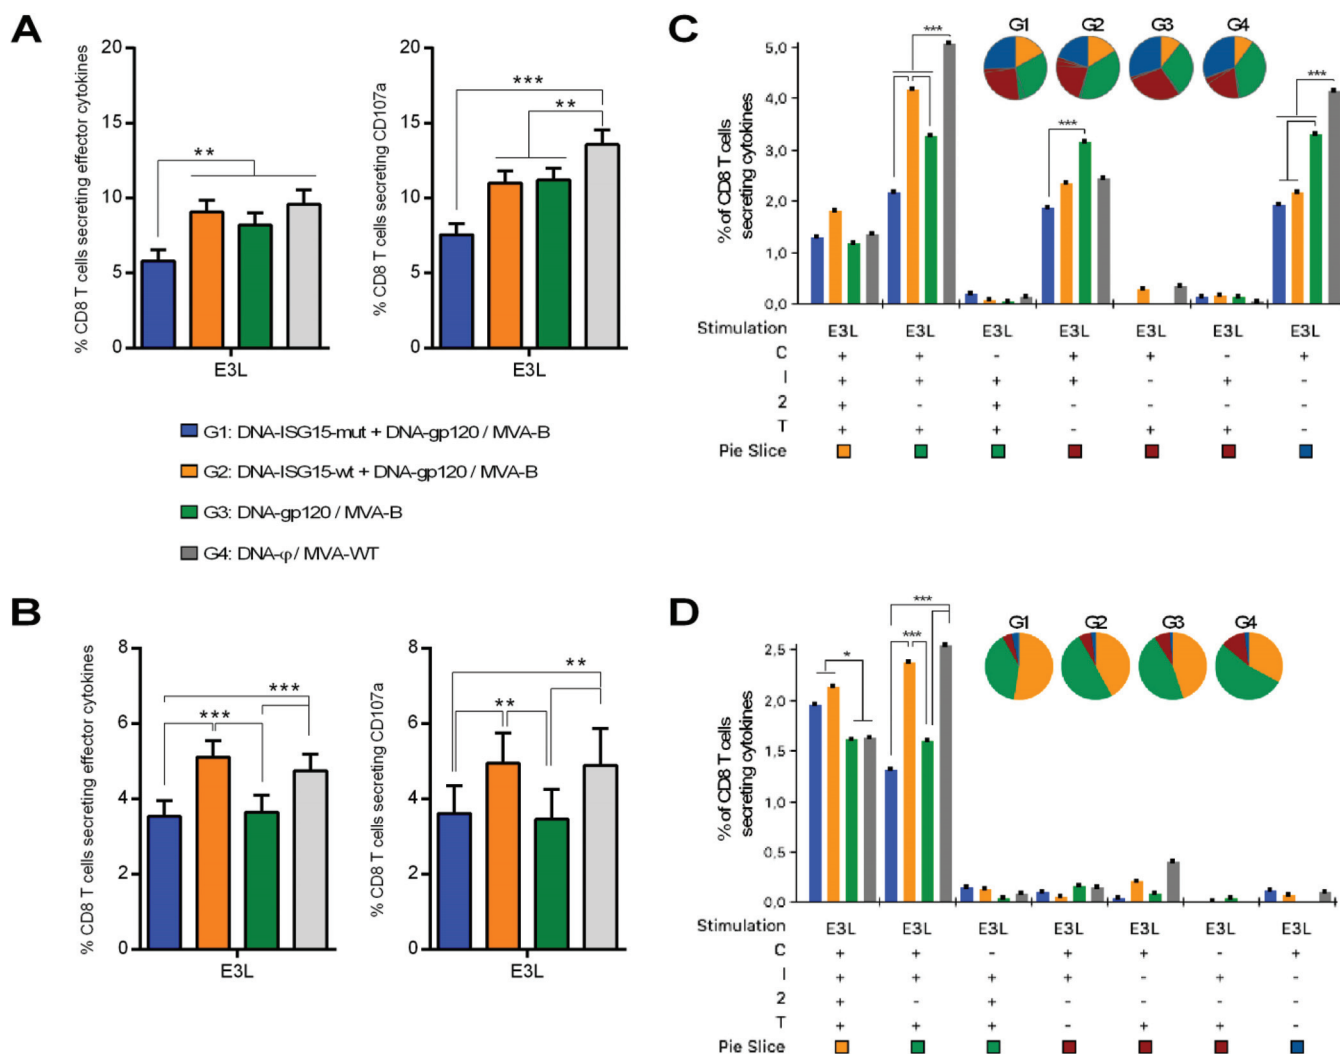 A
% CD8 T cells secreting effector cytokines
20
15
10
5
0
**
E3L
% CD8 T cells secreting CD107a
20
15
10
5
0
***
**
E3L
G1: DNA-ISG15-mut + DNA-gp120 / MVA-B
G2: DNA-ISG15-wt + DNA-gp120 / MVA-B
G3: DNA-gp120 / MVA-B
G4: DNA-φ / MVA-WT
B
% CD8 T cells secreting effector cytokines
8
6
4
2
0
***
***
E3L
% CD8 T cells secreting CD107a
8
6
4
2
0
**
**
E3L
C
% of CD8 T cells
secreting cytokines
5,0
4,0
3,0
2,0
1,0
0,0
G1 G2 G3 G4
*** *** ***
Stimulation E3L E3L E3L E3L E3L E3L E3L
C + + - + + - +
I + + + + - + -
2 + - + - - - -
T + + + - + + -
Pie Slice
D
% of CD8 T cells
secreting cytokines
2,5
2,0
1,5
1,0
0,5
0,0
G1 G2 G3 G4
* *** ***
Stimulation E3L E3L E3L E3L E3L E3L E3L
C + + - + + - +
I + + + + - + -
2 + - + - - - -
T + + + - + + -
Pie Slice